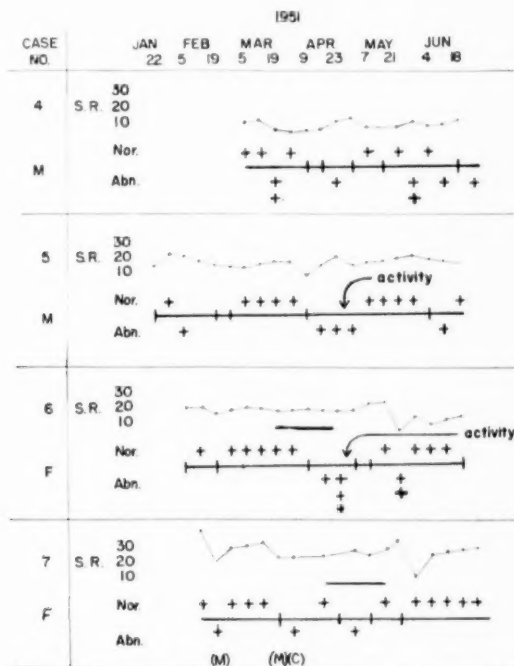 1951
CASE NO. JAN FEB MAR APR MAY JUN
22 5 19 5 19 9 23 7 21 4 18
30
4 S.R. 20
10
Nor. + + + + + + +
M
Abn. + + + + +
+ +
30
5 S.R. 20
10
activity
Nor. + + + + + + + + + +
M
Abn. + + + + +
30
6 S.R. 20
10
activity
Nor. + + + + + + + + + +
F
Abn. + + +
+ +
+
30
7 S.R. 20
10
Nor. + + + + + + + + + + +
F
Abn. + + +
(M) (M)(C)